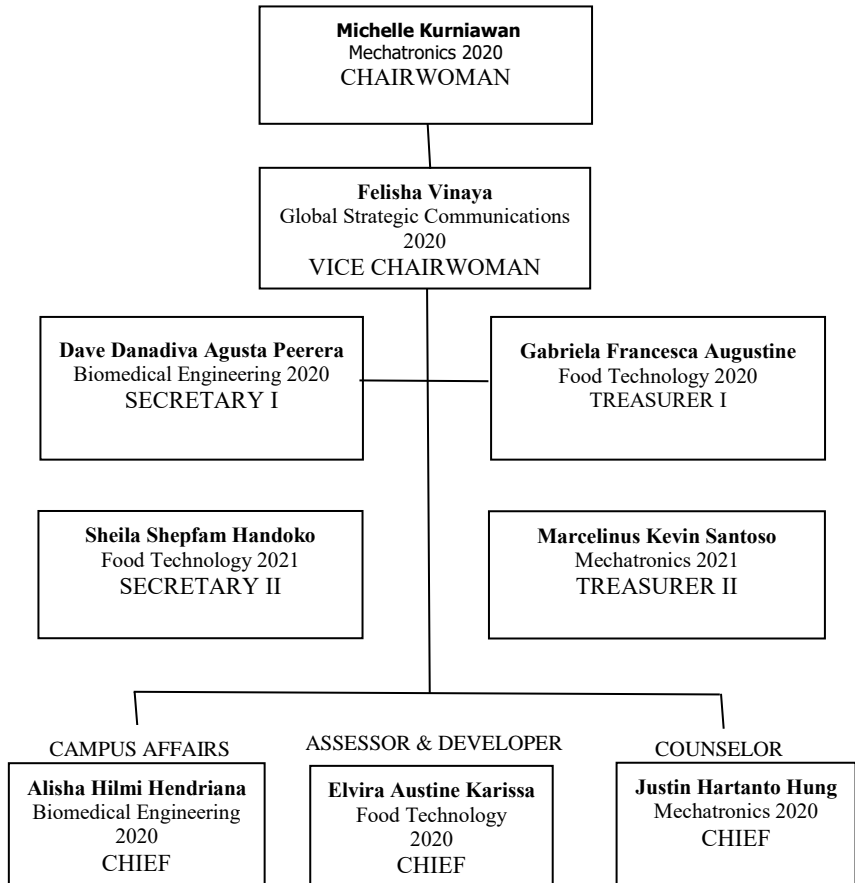 Michelle Kurniawan
Mechatronics 2020
CHAIRWOMAN
Felisha Vinaya
Global Strategic Communications
2020
VICE CHAIRWOMAN
Dave Danadiva Agusta Peerera
Biomedical Engineering 2020
SECRETARY I
Gabriela Francesca Augustine
Food Technology 2020
TREASURER I
Sheila Shepfam Handoko
Food Technology 2021
SECRETARY II
Marcelinus Kevin Santoso
Mechatronics 2021
TREASURER II
CAMPUS AFFAIRS
Alisha Hilmi Hendriana
Biomedical Engineering
2020
CHIEF
ASSESSOR & DEVELOPER
Elvira Austine Karissa
Food Technology
2020
CHIEF
COUNSELOR
Justin Hartanto Hung
Mechatronics 2020
CHIEF